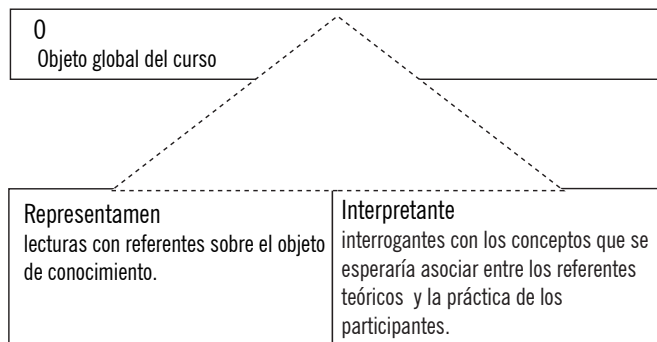 O
Objeto global del curso
Representamen
lecturas con referentes sobre el objeto
de conocimiento.
Interpretante
interrogantes con los conceptos que se
esperaría asociar entre los referentes
teóricos y la práctica de los
participantes.